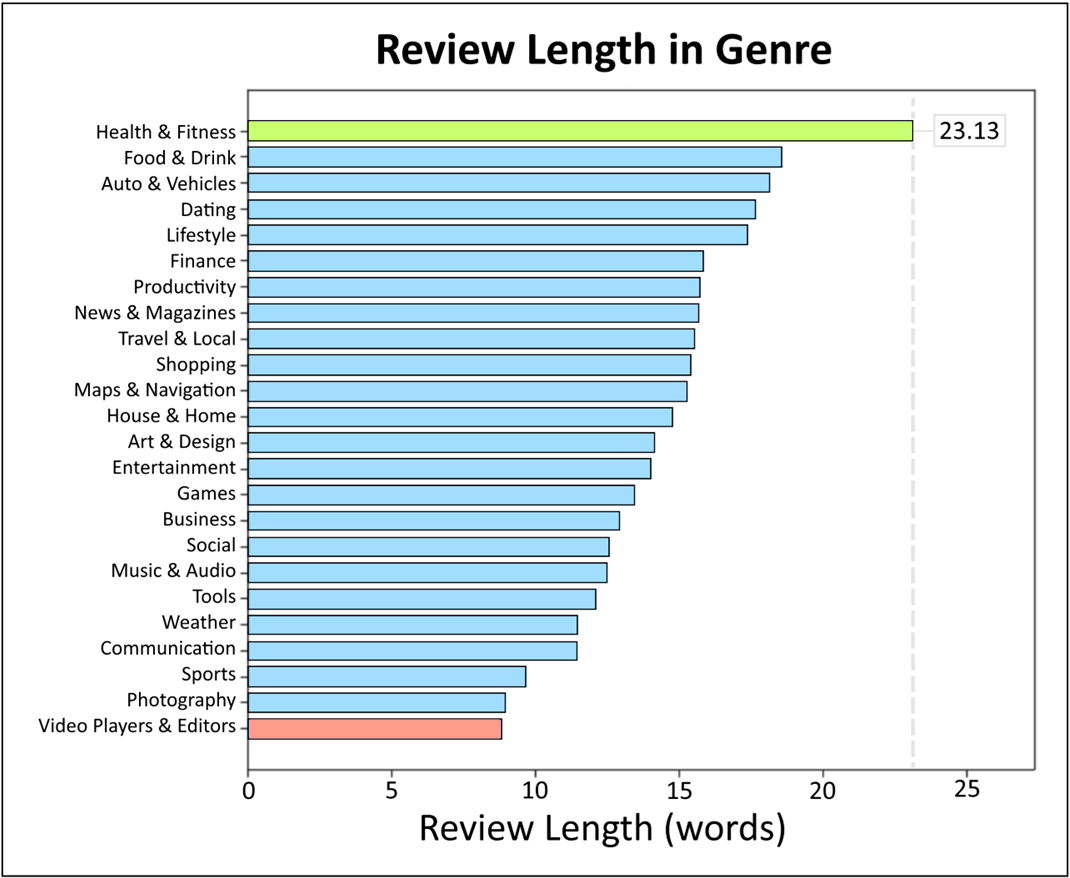 Review Length in Genre
Health & Fitness
23.13
Food & Drink
Auto & Vehicles
Dating
Lifestyle
Finance
Productivity
News & Magazines
Travel & Local
Shopping
Maps & Navigation
House & Home
Art & Design
Entertainment
Games
Business
Social
Music & Audio
Tools
Weather
Communication
Sports
Photography
Video Players & Editors
0 5 10 15 20 25
Review Length (words)